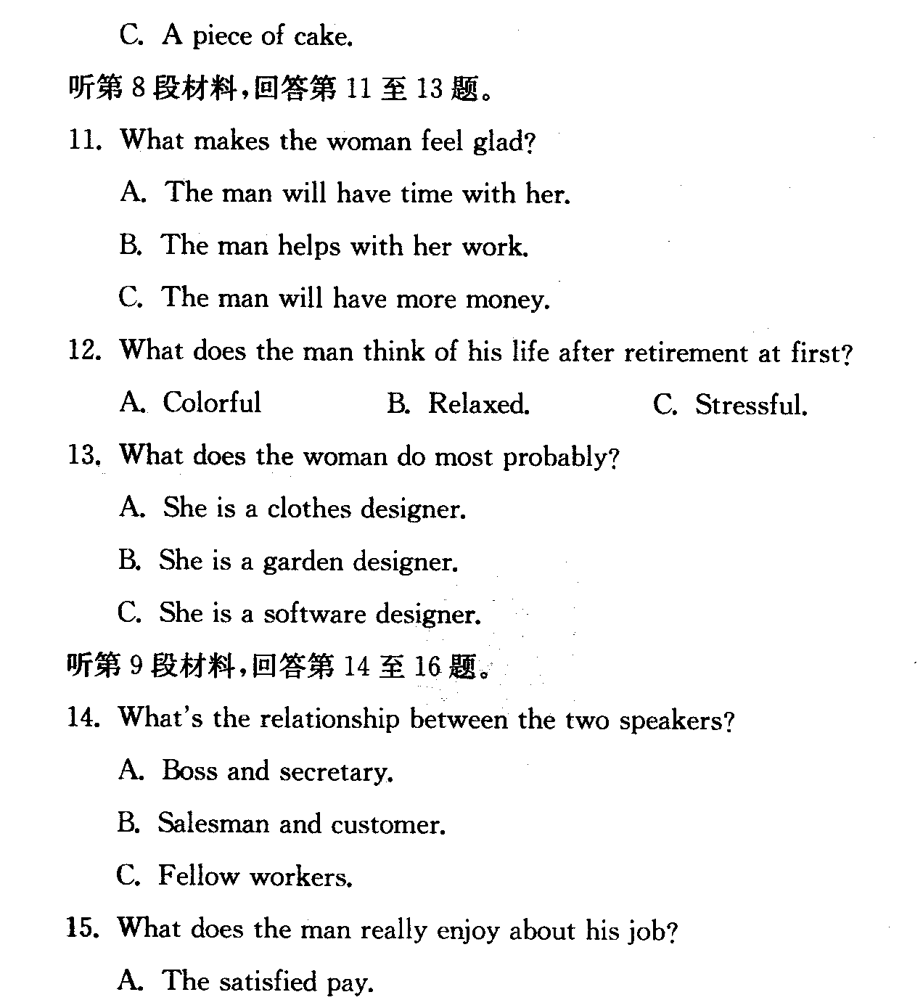 C. A piece of cake.
听第 8 段材料,回答第 11 至 13 题。
11. What makes the woman feel glad?
A. The man will have time with her.
B. The man helps with her work.
C. The man will have more money.
12. What does the man think of his life after retirement at first?
A. Colorful B. Relaxed. C. Stressful.
13. What does the woman do most probably?
A. She is a clothes designer.
B. She is a garden designer.
C. She is a software designer.
听第 9 段材料,回答第 14 至 16 题。
14. What's the relationship between the two speakers?
A. Boss and secretary.
B. Salesman and customer.
C. Fellow workers.
15. What does the man really enjoy about his job?
A. The satisfied pay.